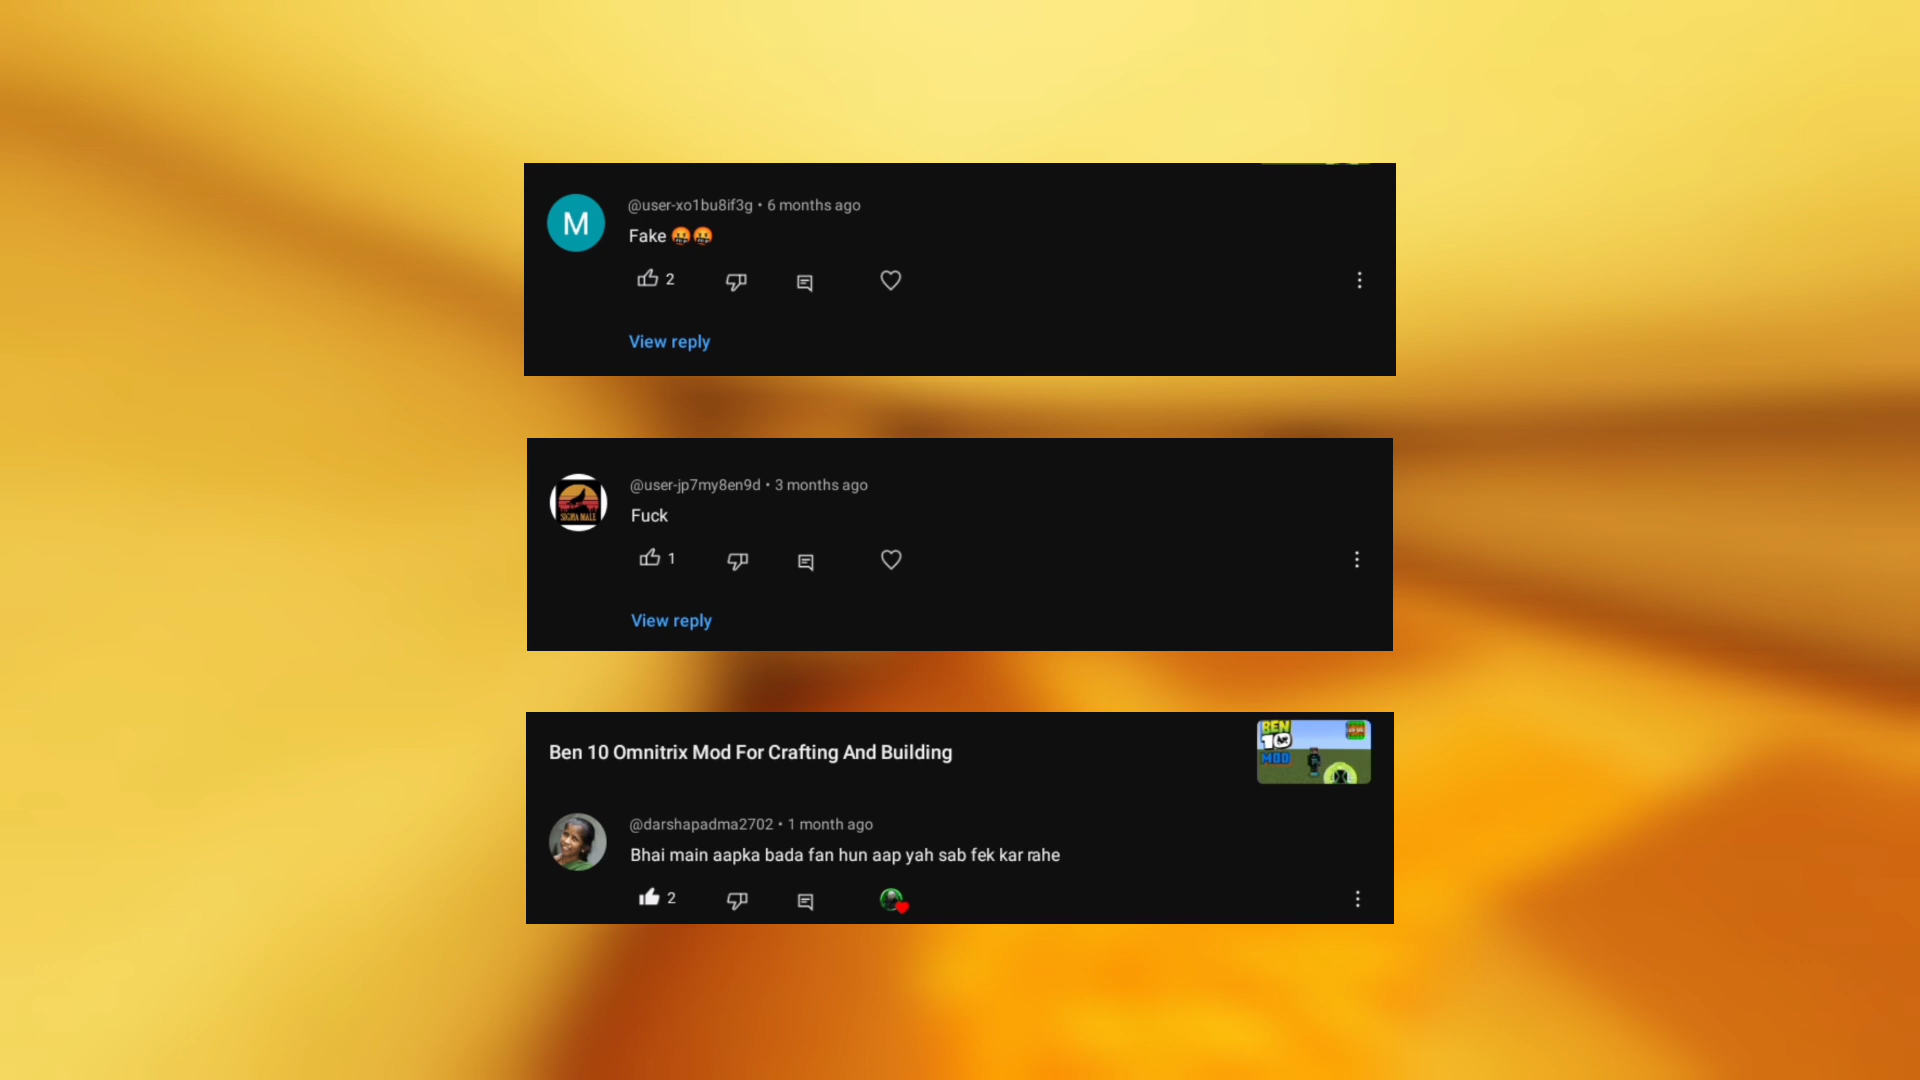 M
@user-xo1bu8if3g • 6 months ago
Fake 🤬🤬
2
View reply
@user-jp7my8en9d • 3 months ago
SIGMA MALE
Fuck
1
View reply
Ben 10 Omnitrix Mod For Crafting And Building
BEN
10
MOD
@darshapadma2702 • 1 month ago
Bhai main aapka bada fan hun aap yah sab fek kar rahe
2